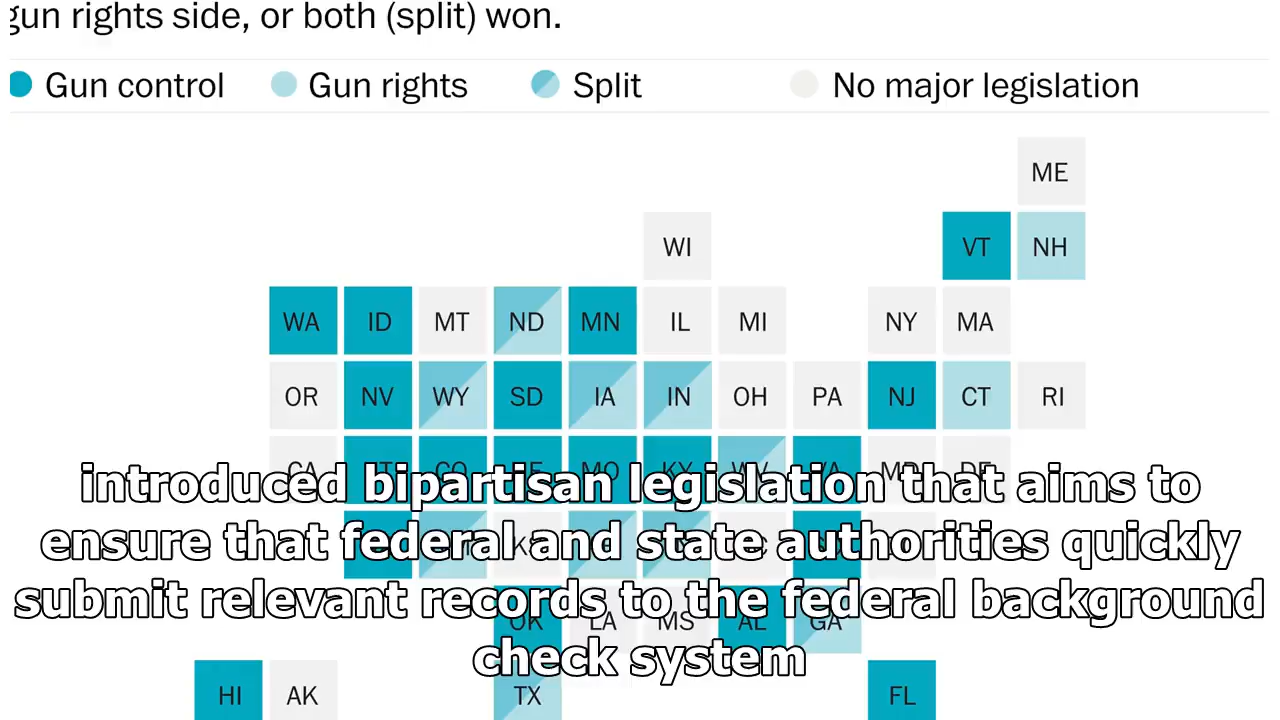 gun rights side, or both (split) won.
Gun control Gun rights Split No major legislation
ME
WI VT NH
WA ID MT ND MN IL MI NY MA
OR NV WY SD IA IN OH PA NJ CT RI
introduced bipartisan legislation that aims to
ensure that federal and state authorities quickly
submit relevant records to the federal background
OK LA MS AL GA
check system
HI AK TX FL